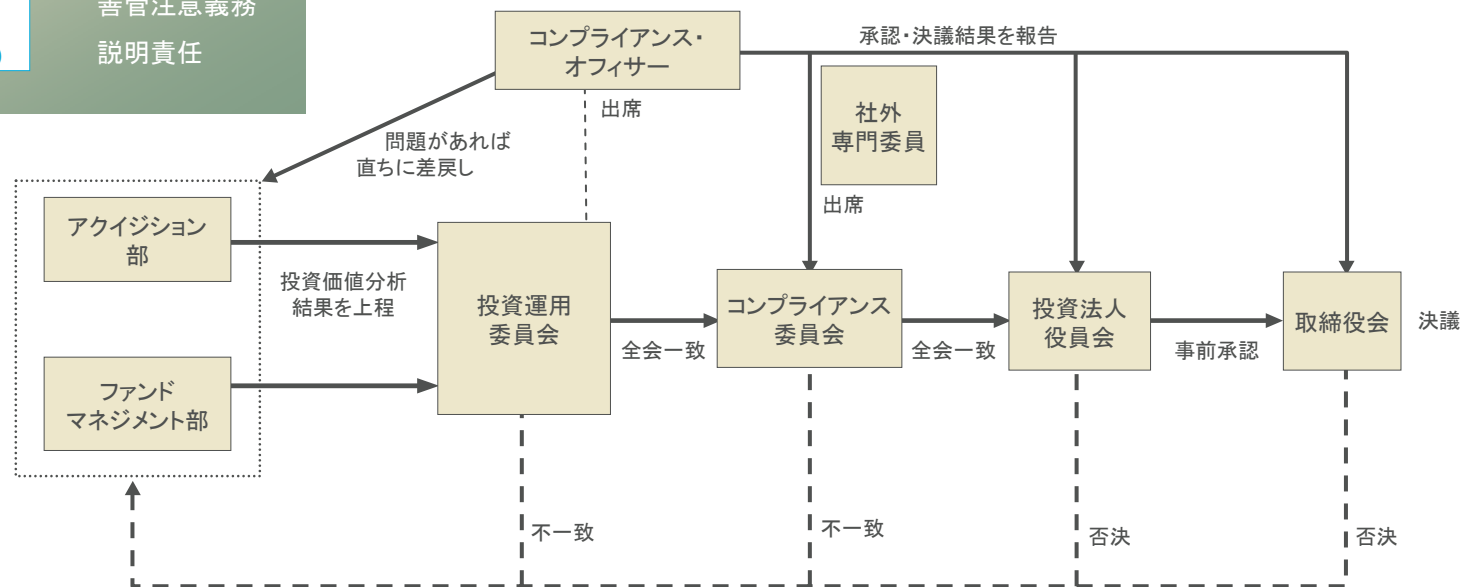 善管注意義務
説明責任
コンプライアンス・
オフィサー
承認・決議結果を報告
出席
社外
専門委員
問題があれば
直ちに差戻し
出席
アクイジション
部
投資価値分析
結果を上程
投資運用
委員会
全会一致
コンプライアンス
委員会
全会一致
投資法人
役員会
事前承認
取締役会
決議
ファンド
マネジメント部
不一致
不一致
否決
否決